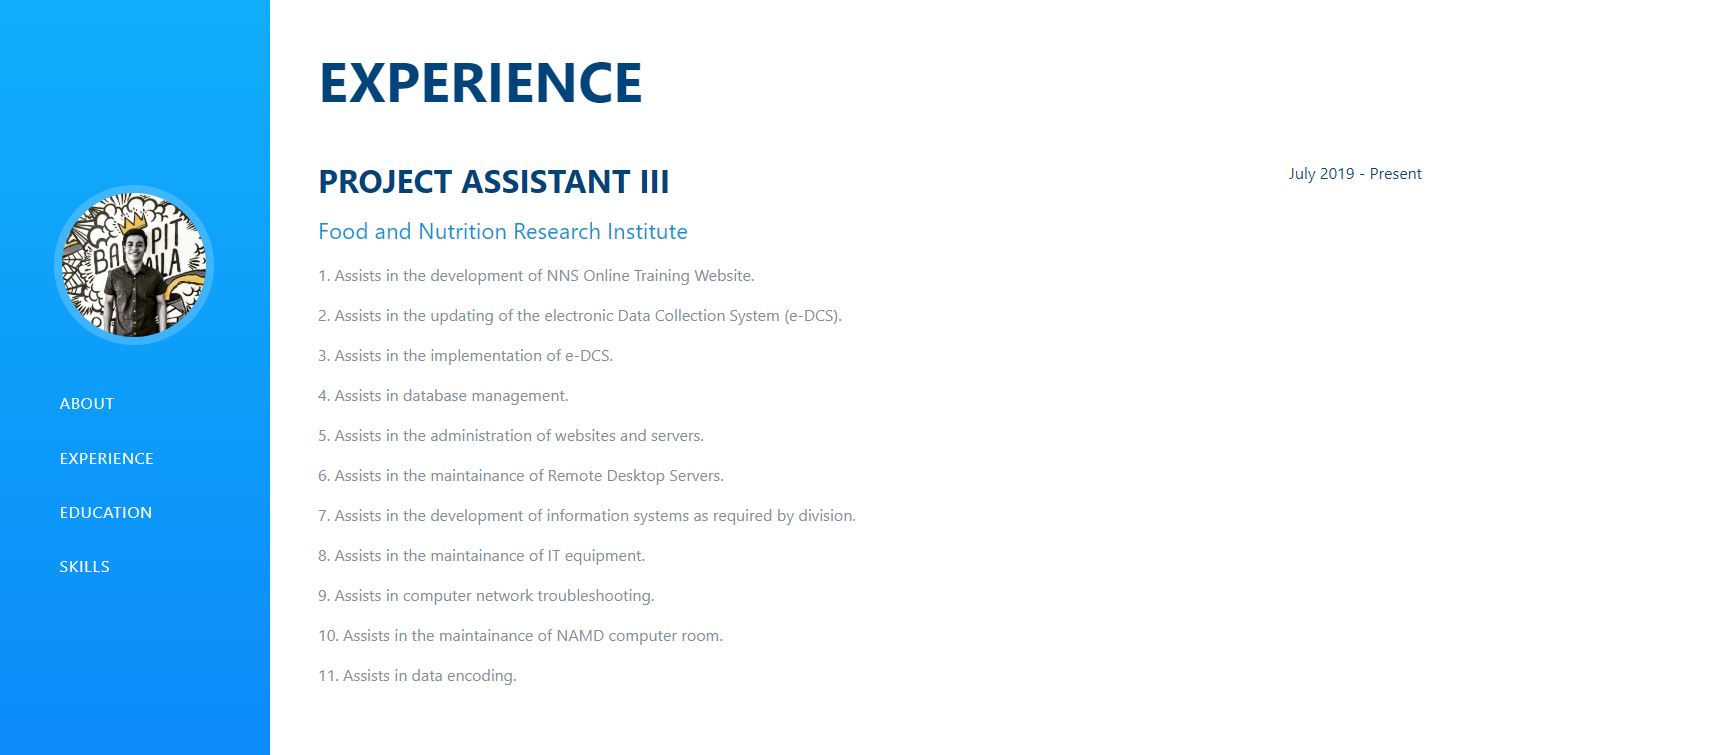 EXPERIENCE
PROJECT ASSISTANT III
July 2019 - Present
Food and Nutrition Research Institute
1. Assists in the development of NNS Online Training Website.
2. Assists in the updating of the electronic Data Collection System (e-DCS).
3. Assists in the implementation of e-DCS.
4. Assists in database management.
5. Assists in the administration of websites and servers.
6. Assists in the maintainance of Remote Desktop Servers.
7. Assists in the development of information systems as required by division.
8. Assists in the maintainance of IT equipment.
9. Assists in computer network troubleshooting.
10. Assists in the maintainance of NAMD computer room.
11. Assists in data encoding.
PIT
ABOUT
EXPERIENCE
EDUCATION
SKILLS